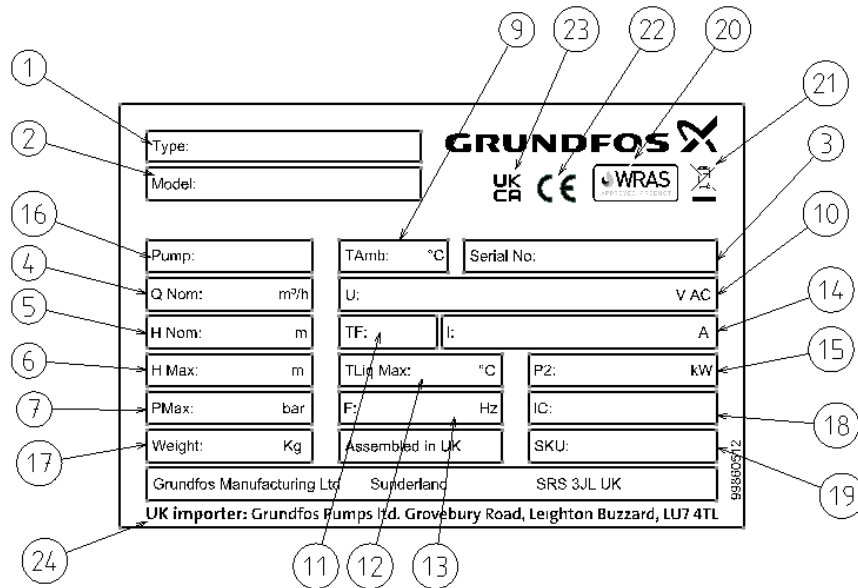 9 23 22 20
1 21
Type: GRUNDFOS
2 Model: UK CA CE WRAS APPROVED PRODUCT 3
16 Pump: TAmb: °C Serial No: 10
4 Q Nom: m³/h U: V AC
5 H Nom: m TF: I: A 14
6 H Max: m TLiq Max: °C P2: kW 15
7 PMax: bar F: Hz IC: 18
17 Weight: Kg Assembled in UK SKU: 99860512
Grundfos Manufacturing Ltd Sunderland SRS 3JL UK 19
UK importer: Grundfos Pumps ltd. Grovebury Road, Leighton Buzzard, LU7 4TL
24 11 12 13